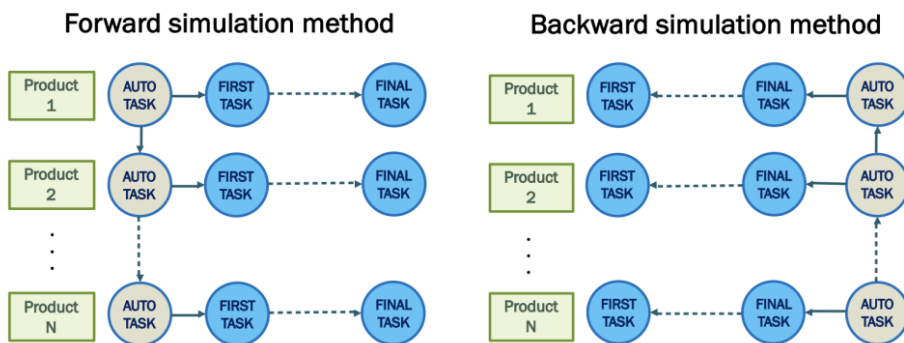 Forward simulation method
Backward simulation method
Product
1
AUTO
TASK
FIRST
TASK
FINAL
TASK
Product
2
AUTO
TASK
FIRST
TASK
FINAL
TASK
Product
N
AUTO
TASK
FIRST
TASK
FINAL
TASK
Product
1
FIRST
TASK
FINAL
TASK
AUTO
TASK
Product
2
FIRST
TASK
FINAL
TASK
AUTO
TASK
Product
N
FIRST
TASK
FINAL
TASK
AUTO
TASK